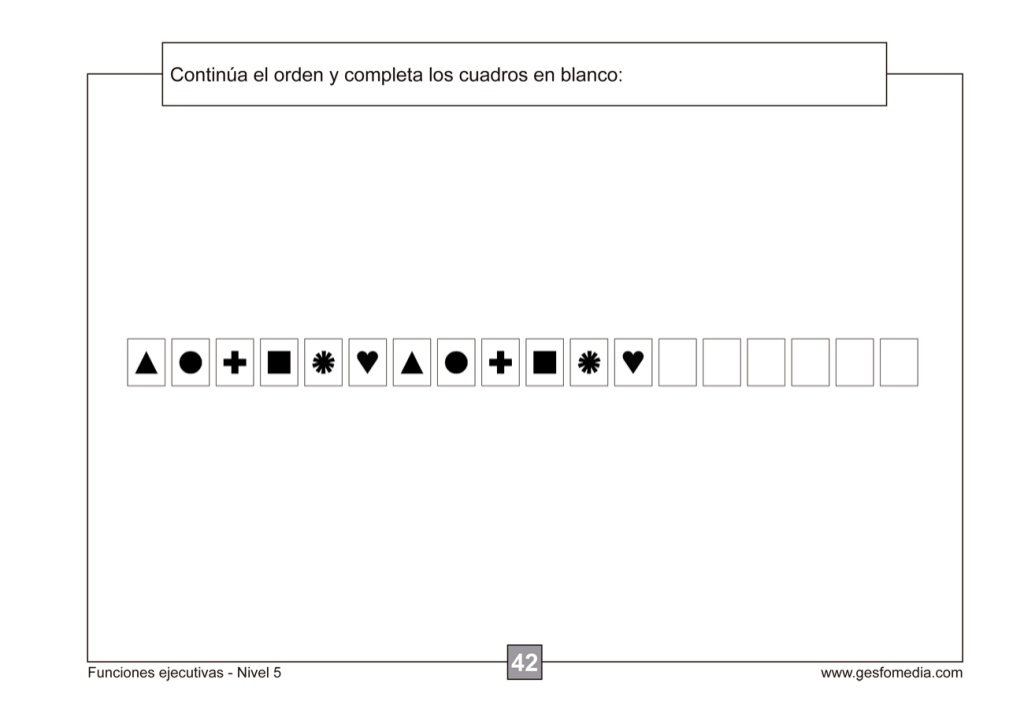 Continúa el orden y completa los cuadros en blanco:
Funciones ejecutivas - Nivel 5
42
www.gesfomedia.com